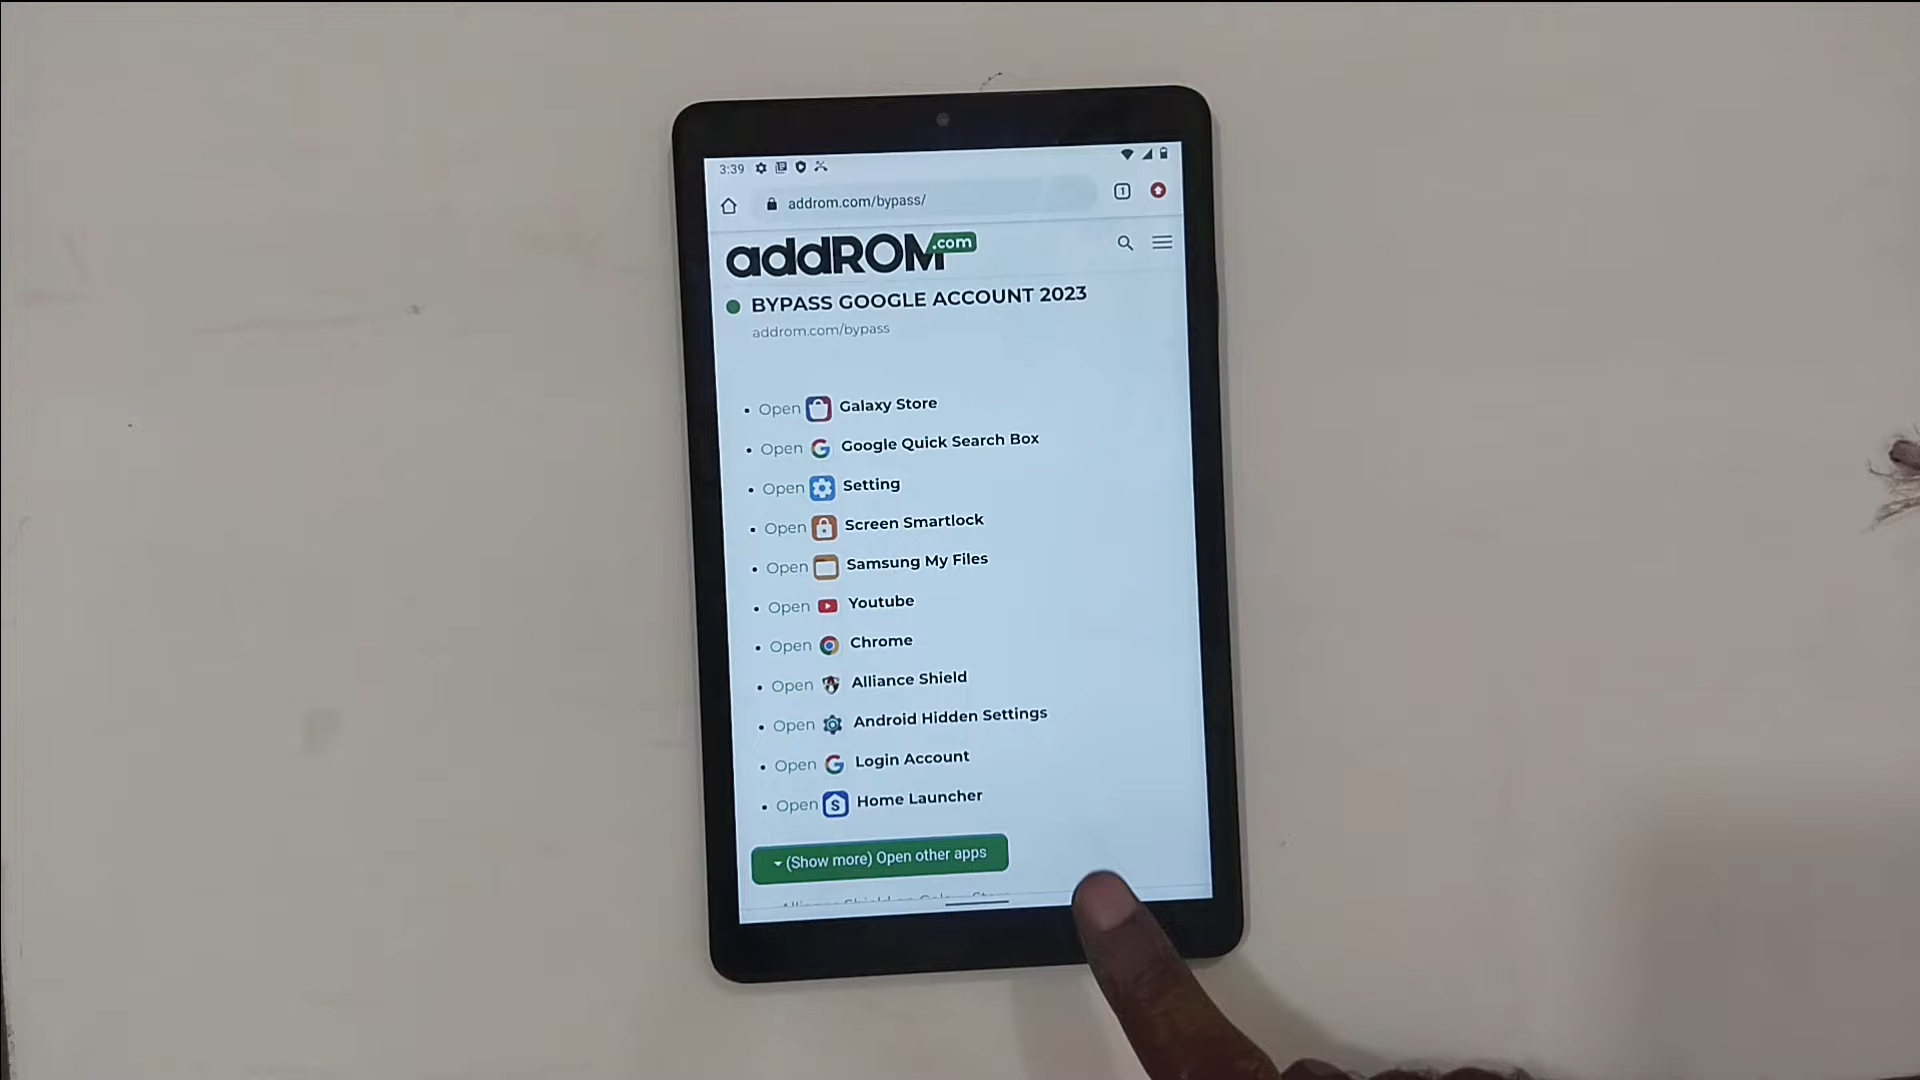 3:39
addrom.com/bypass/
1
addROM.com
BYPASS GOOGLE ACCOUNT 2023
addrom.com/bypass
• Open Galaxy Store
• Open Google Quick Search Box
• Open Setting
• Open Screen Smartlock
• Open Samsung My Files
• Open Youtube
• Open Chrome
• Open Alliance Shield
• Open Android Hidden Settings
• Open Login Account
• Open Home Launcher
(Show more) Open other apps